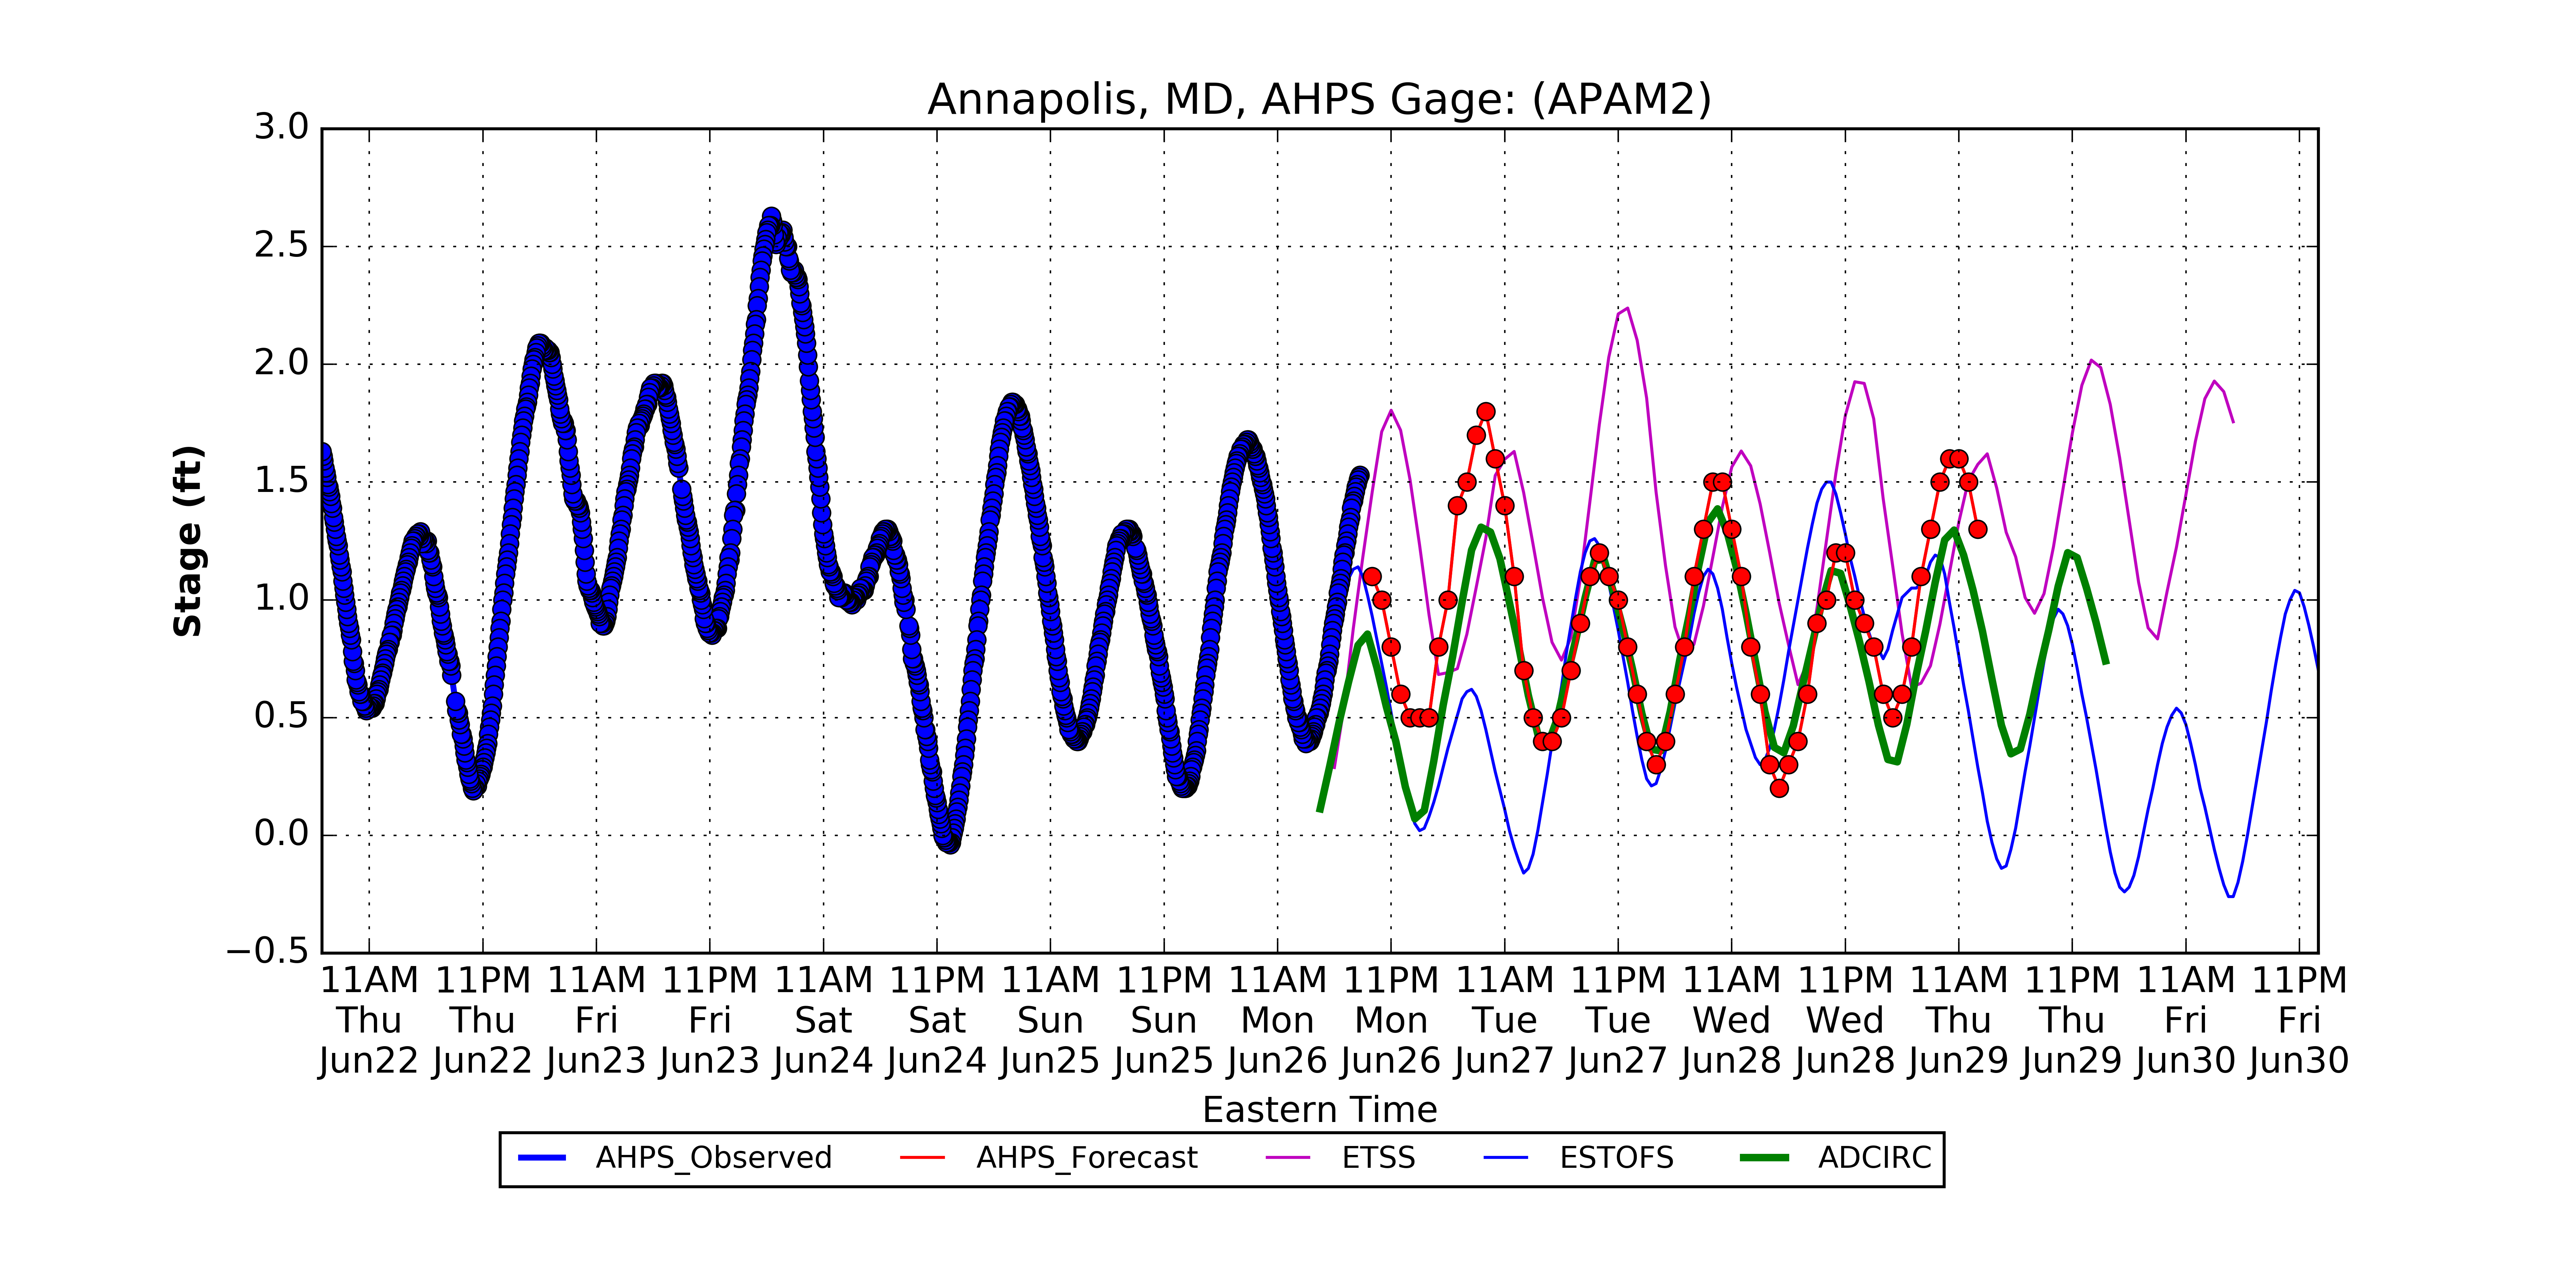 Annapolis, MD, AHPS Gage: (APAM2)
3.0
2.5
2.0
1.5
1.0
0.5
0.0
−0.5
Stage (ft)
11AM 11PM 11AM 11PM 11AM 11PM 11AM 11PM 11AM 11PM 11AM 11PM 11AM 11PM 11AM 11PM 11AM 11PM
Thu Thu Fri Fri Sat Sat Sun Sun Mon Mon Tue Tue Wed Wed Thu Thu Fri Fri
Jun22 Jun22 Jun23 Jun23 Jun24 Jun24 Jun25 Jun25 Jun26 Jun26 Jun27 Jun27 Jun28 Jun28 Jun29 Jun29 Jun30 Jun30
Eastern Time
AHPS_Observed AHPS_Forecast ETSS ESTOFS ADCIRC